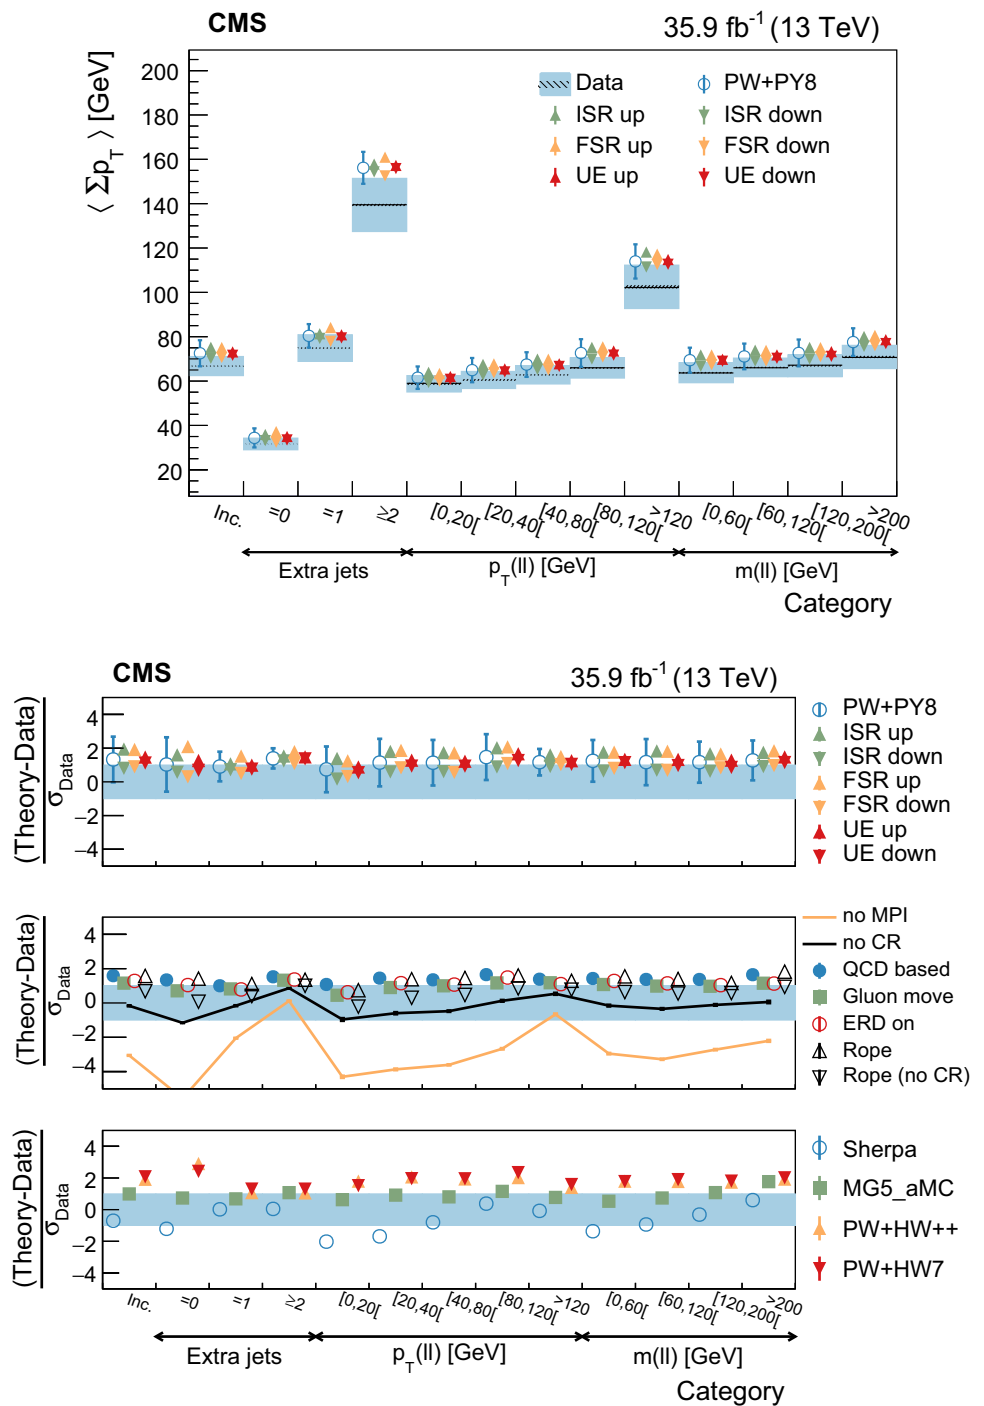 CMS 35.9 fb⁻¹ (13 TeV)
⟨ Σp_T ⟩ [GeV]
200
180
160
140
120
100
80
60
40
20
Data PW+PY8
ISR up ISR down
FSR up FSR down
UE up UE down
Inc. =0 =1 ≥2 [0,20[ [20,40[ [40,80[ [80,120[ >120 [0,60[ [60,120[ [120,200[ >200
Extra jets p_T(ll) [GeV] m(ll) [GeV]
Category
CMS 35.9 fb⁻¹ (13 TeV)
(Theory-Data)
σ_Data
4
2
0
−2
−4
PW+PY8
ISR up
ISR down
FSR up
FSR down
UE up
UE down
(Theory-Data)
σ_Data
4
2
0
−2
−4
no MPI
no CR
QCD based
Gluon move
ERD on
Rope
Rope (no CR)
(Theory-Data)
σ_Data
4
2
0
−2
−4
Sherpa
MG5_aMC
PW+HW++
PW+HW7
Inc. =0 =1 ≥2 [0,20[ [20,40[ [40,80[ [80,120[ >120 [0,60[ [60,120[ [120,200[ >200
Extra jets p_T(ll) [GeV] m(ll) [GeV]
Category